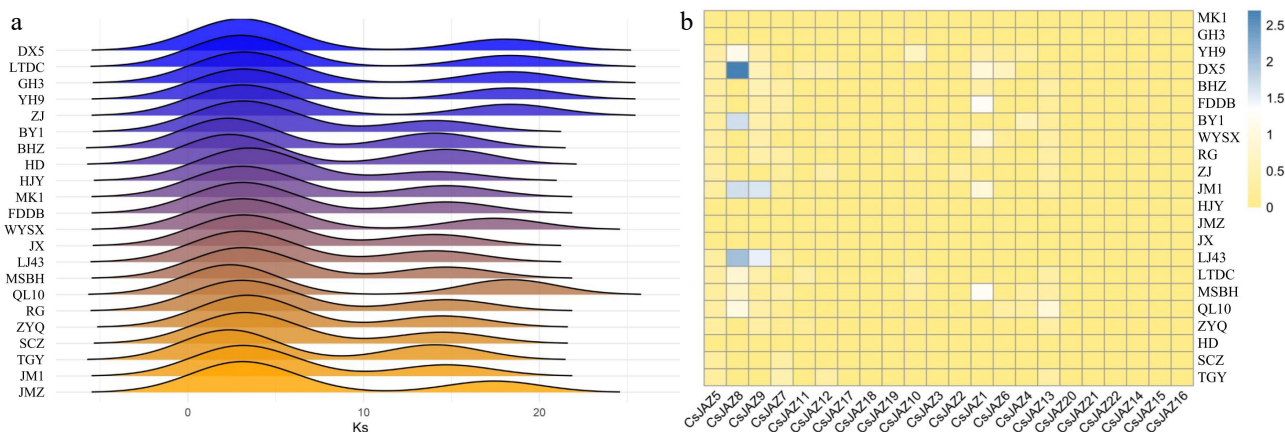 a
DX5
LTDC
GH3
YH9
ZJ
BY1
BHZ
HD
HJY
MK1
FDDB
WYSX
JX
LJ43
MSBH
QL10
RG
ZYQ
SCZ
TGY
JM1
JMZ
0 10 20
Ks
b
MK1
GH3
YH9
DX5
BHZ
FDDB
BY1
WYSX
RG
ZJ
JM1
HJY
JMZ
JX
LJ43
LTDC
MSBH
QL10
ZYQ
HD
SCZ
TGY
CsJAZ5 CsJAZ8 CsJAZ9 CsJAZ7 CsJAZ11 CsJAZ12 CsJAZ17 CsJAZ18 CsJAZ19 CsJAZ10 CsJAZ3 CsJAZ2 CsJAZ1 CsJAZ6 CsJAZ4 CsJAZ13 CsJAZ20 CsJAZ21 CsJAZ22 CsJAZ14 CsJAZ15 CsJAZ16
2.5
2
1.5
1
0.5
0